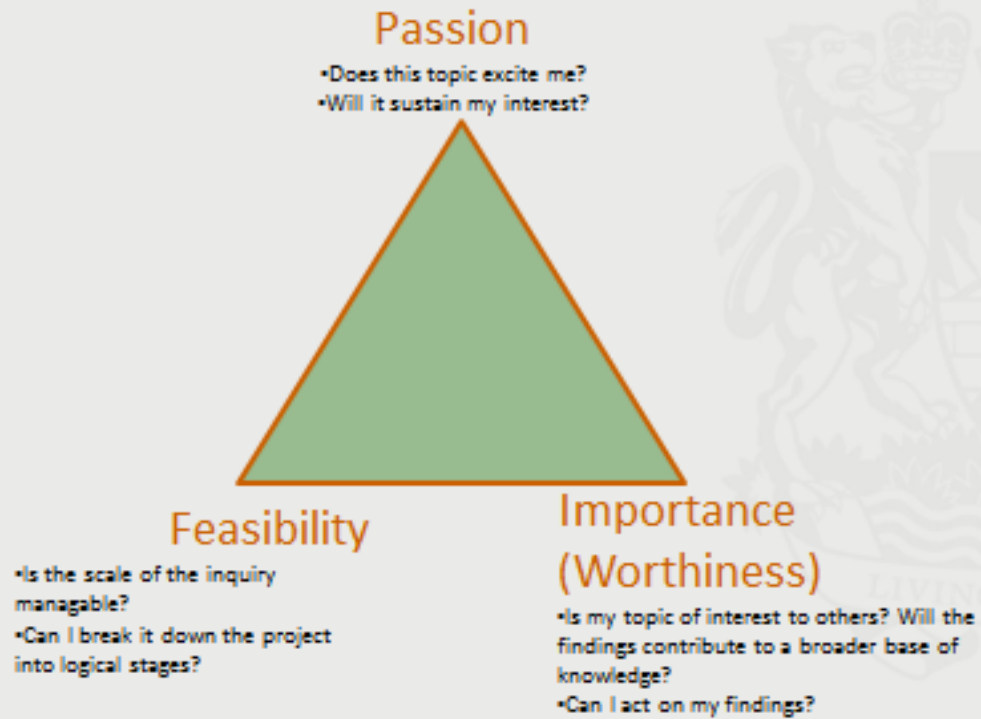 Passion
•Does this topic excite me?
•Will it sustain my interest?
Feasibility
•Is the scale of the inquiry
managable?
•Can I break it down the project
into logical stages?
Importance
(Worthiness)
•Is my topic of interest to others? Will the
findings contribute to a broader base of
knowledge?
•Can I act on my findings?
LIVING